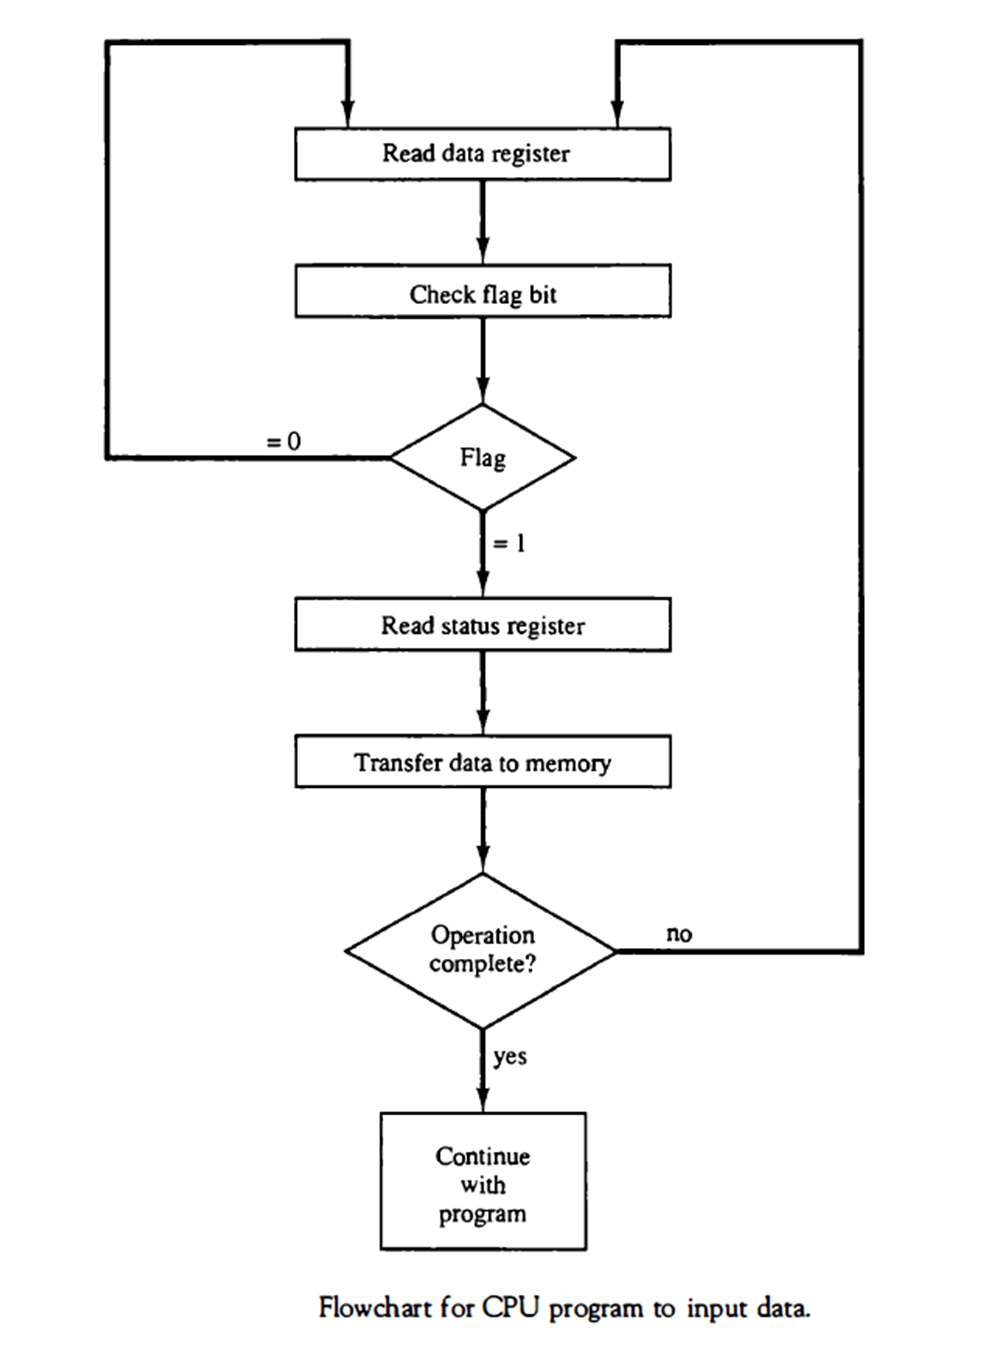 Read data register
Check flag bit
= 0
Flag
= 1
Read status register
Transfer data to memory
Operation
complete?
no
yes
Continue
with
program
Flowchart for CPU program to input data.